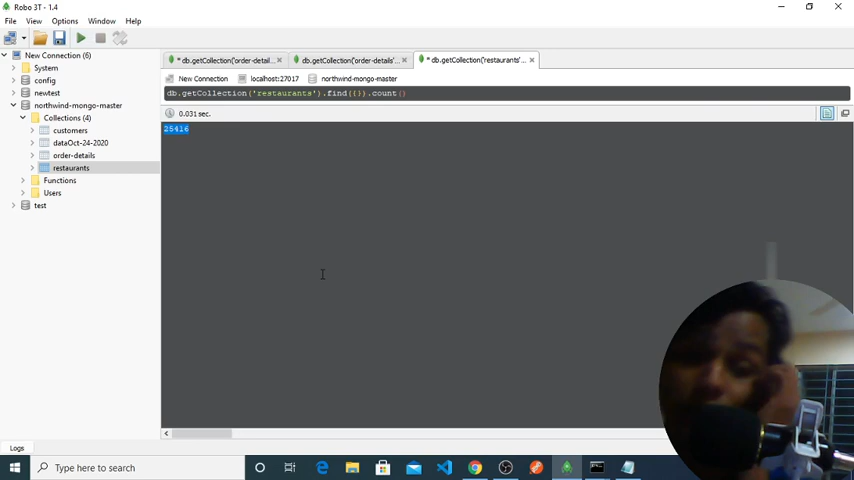 Robo 3T - 1.4
File View Options Window Help
New Connection (6)
System
config
newtest
northwind-mongo-master
Collections (4)
customers
dataOct-24-2020
order-details
restaurants
Functions
Users
test
* db.getCollection('order-detail...
db.getCollection('order-details'...
* db.getCollection('restaurants'...
New Connection localhost:27017 northwind-mongo-master
db.getCollection('restaurants').find({}).count()
0.031 sec.
25416
Logs
Type here to search